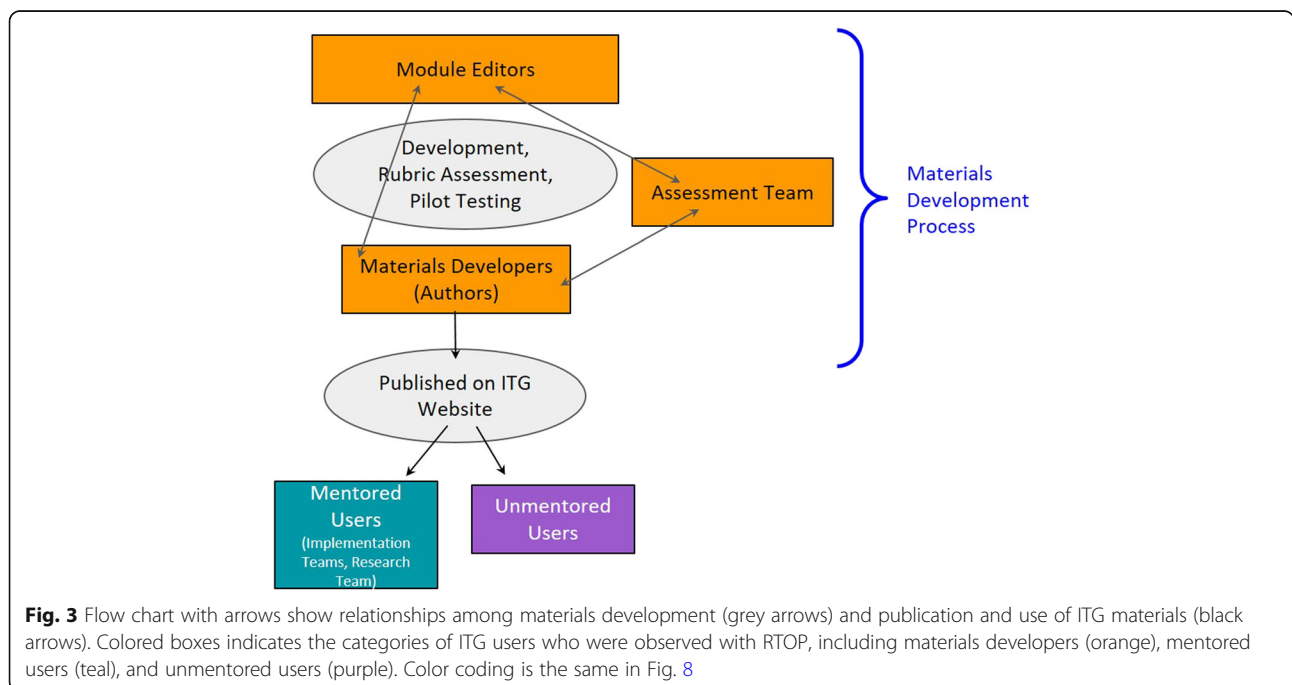 Module Editors
Development,
Rubric Assessment,
Pilot Testing
Assessment Team
Materials
Development
Process
Materials Developers
(Authors)
Published on ITG
Website
Mentored
Users
(Implementation
Teams, Research
Team)
Unmentored
Users
Fig. 3 Flow chart with arrows show relationships among materials development (grey arrows) and publication and use of ITG materials (black
arrows). Colored boxes indicates the categories of ITG users who were observed with RTOP, including materials developers (orange), mentored
users (teal), and unmentored users (purple). Color coding is the same in Fig. 8